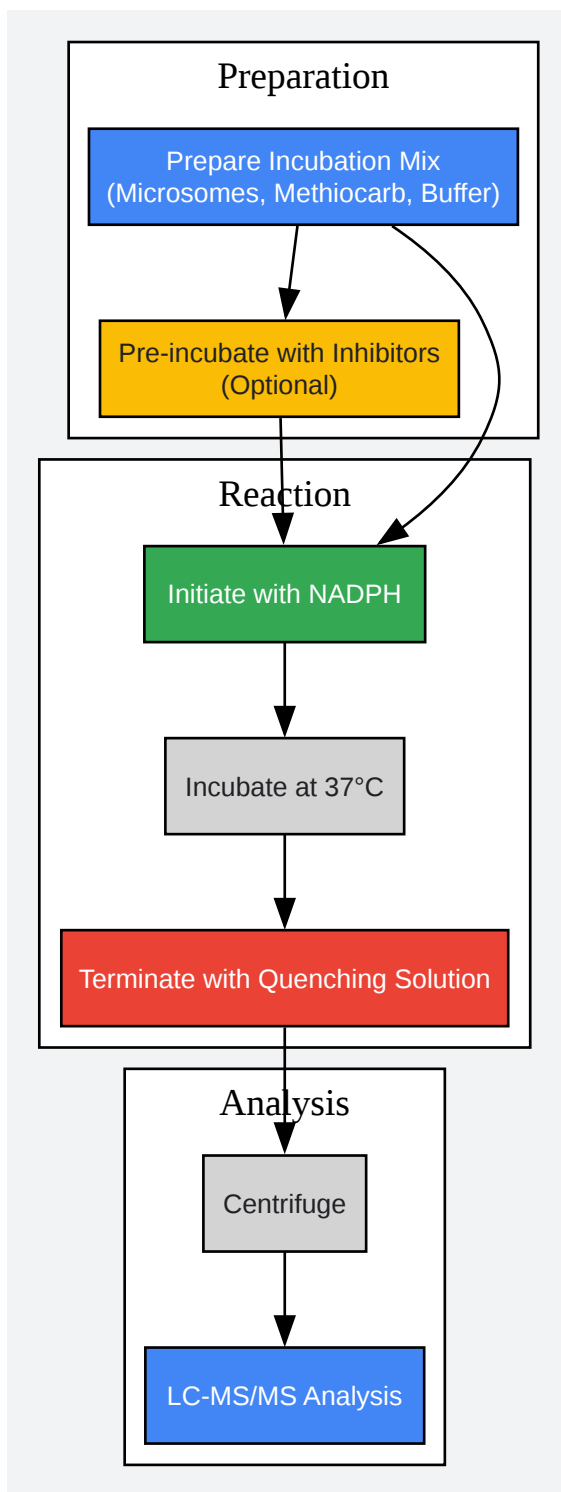 Preparation
Prepare Incubation Mix
(Microsomes, Methiocarb, Buffer)
Pre-incubate with Inhibitors
(Optional)
Reaction
Initiate with NADPH
Incubate at 37°C
Terminate with Quenching Solution
Analysis
Centrifuge
LC-MS/MS Analysis